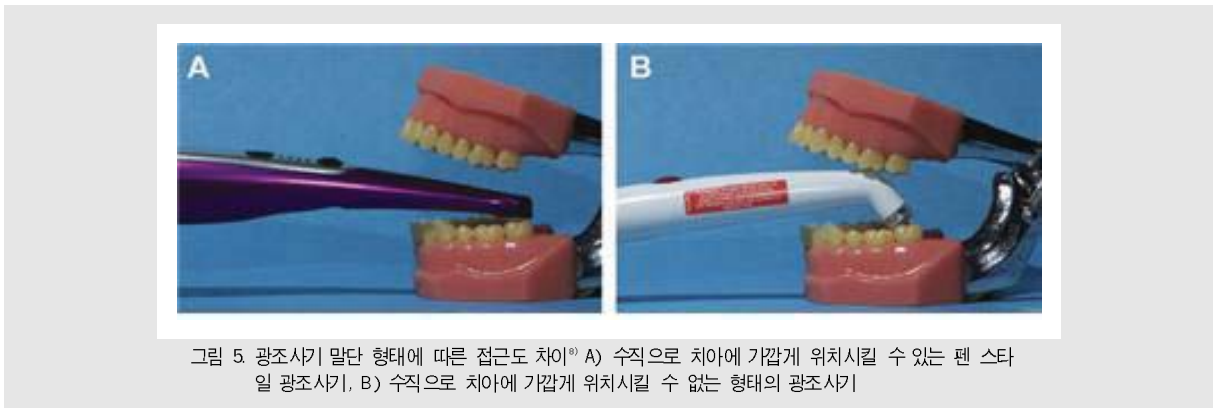 A
B
그림 5. 광조사기 말단 형태에 따른 접근도 차이⁸⁾ A) 수직으로 치아에 가깝게 위치시킬 수 있는 펜 스타
일 광조사기, B) 수직으로 치아에 가깝게 위치시킬 수 없는 형태의 광조사기